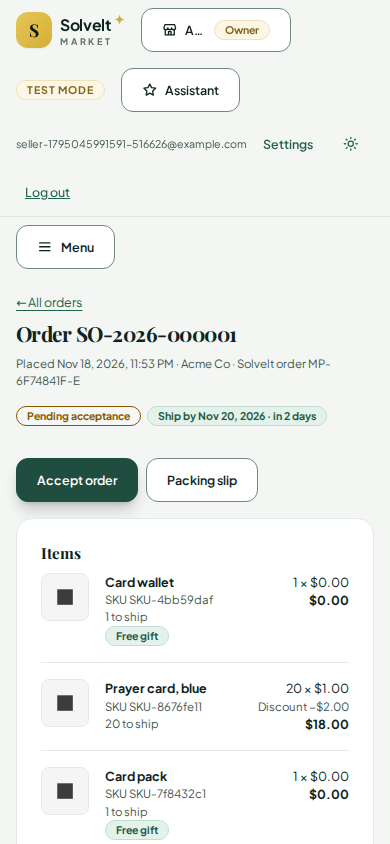 S Solvelt MARKET
A... Owner
TEST MODE Assistant
seller-1795045991591-516626@example.com Settings
Log out
Menu
←All orders
Order SO-2026-000001
Placed Nov 18, 2026, 11:53 PM · Acme Co · Solvelt order MP-
6F74841F-E
Pending acceptance Ship by Nov 20, 2026 · in 2 days
Accept order Packing slip
Items
Card wallet 1 × $0.00
SKU SKU-4bb59daf $0.00
1 to ship
Free gift
Prayer card, blue 20 × $1.00
SKU SKU-8676fe11 Discount −$2.00
20 to ship $18.00
Card pack 1 × $0.00
SKU SKU-7f8432c1 $0.00
1 to ship
Free gift